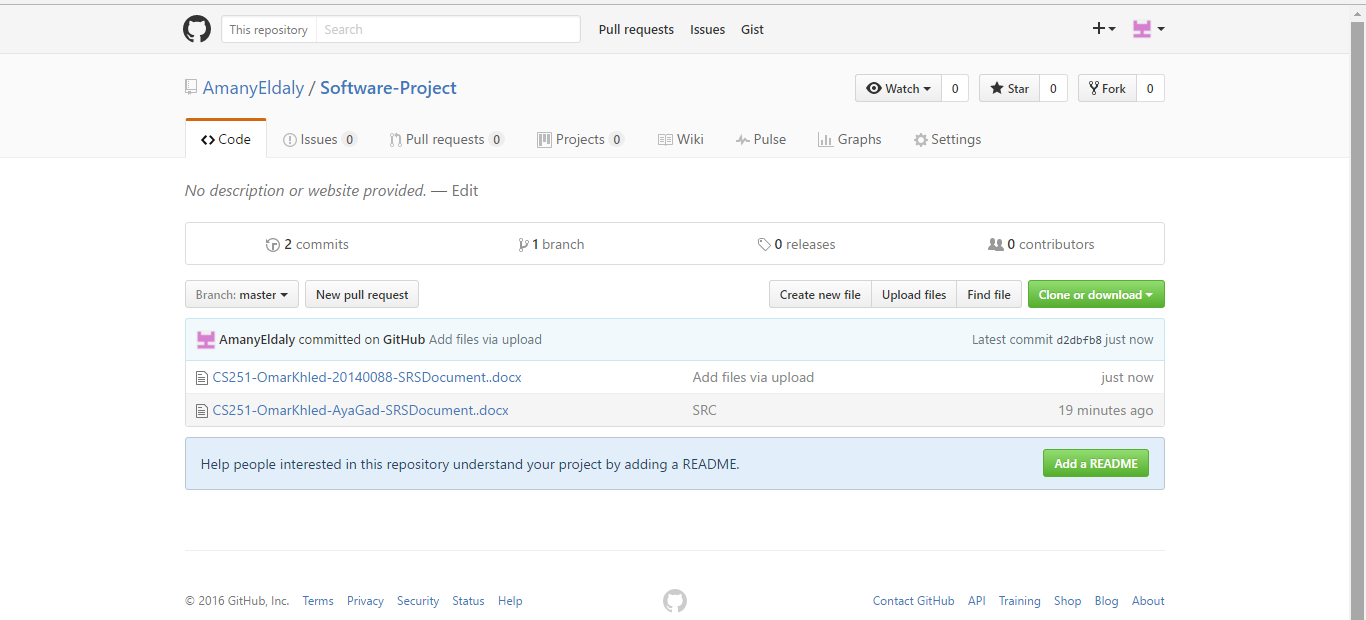 This repository Search Pull requests Issues Gist
AmanyEldaly / Software-Project Watch 0 Star 0 Fork 0
Code Issues 0 Pull requests 0 Projects 0 Wiki Pulse Graphs Settings
No description or website provided. — Edit
2 commits 1 branch 0 releases 0 contributors
Branch: master New pull request Create new file Upload files Find file Clone or download
AmanyEldaly committed on GitHub Add files via upload Latest commit d2dbfb8 just now
CS251-OmarKhled-20140088-SRSDocument..docx Add files via upload just now
CS251-OmarKhled-AyaGad-SRSDocument..docx SRC 19 minutes ago
Help people interested in this repository understand your project by adding a README. Add a README
© 2016 GitHub, Inc. Terms Privacy Security Status Help Contact GitHub API Training Shop Blog About